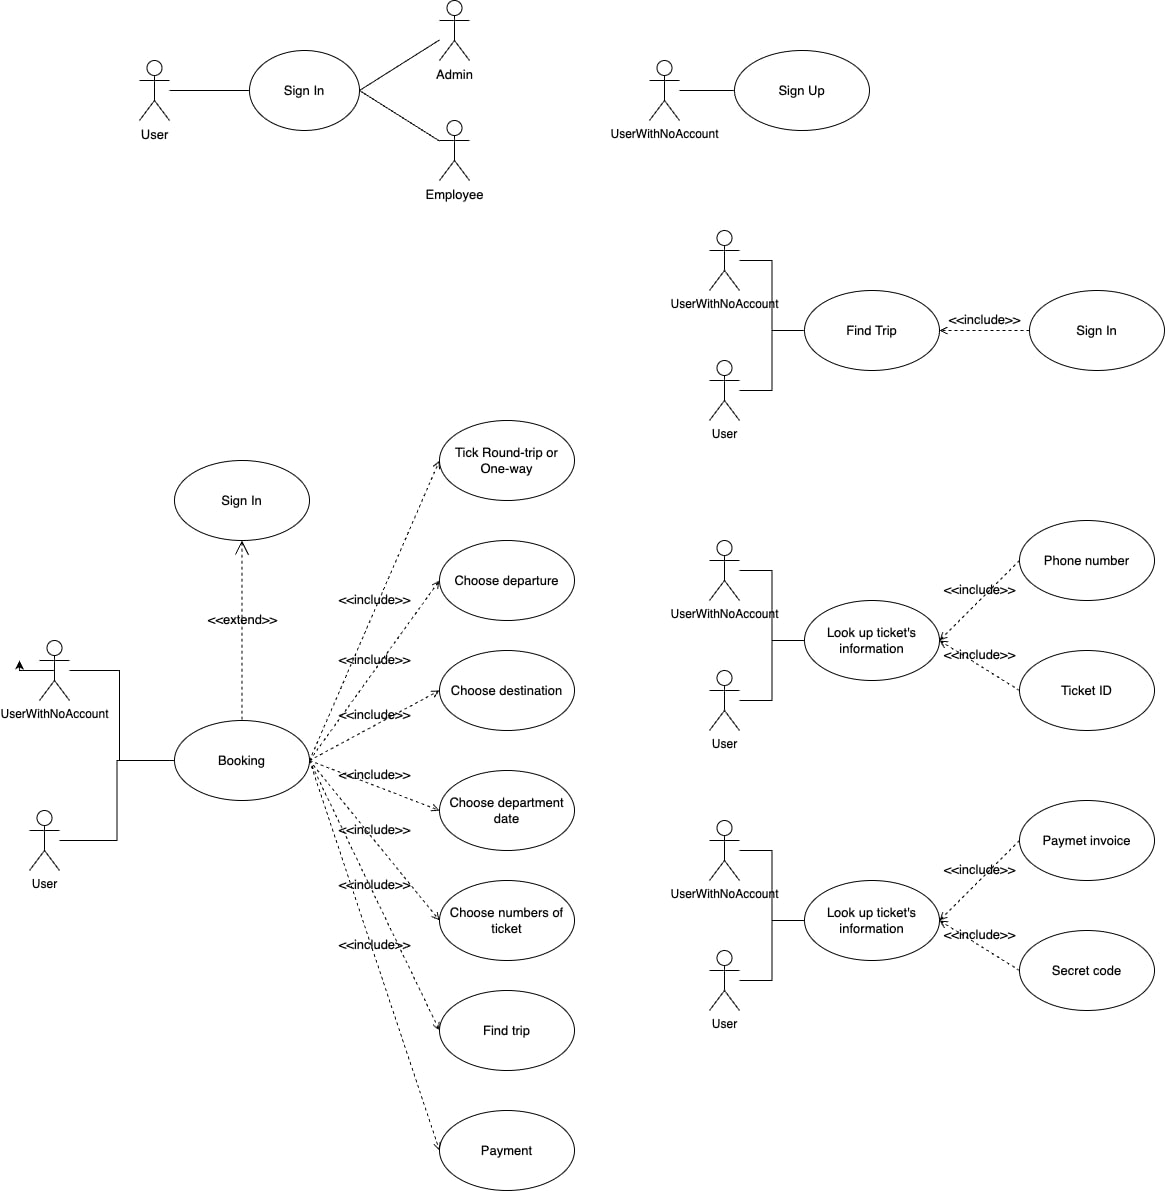 Admin
User
Sign In
Employee
UserWithNoAccount
Sign Up
UserWithNoAccount
User
Find Trip
<<include>>
Sign In
Sign In
<<extend>>
UserWithNoAccount
User
Booking
<<include>>
<<include>>
<<include>>
<<include>>
<<include>>
<<include>>
<<include>>
Tick Round-trip or
One-way
Choose departure
Choose destination
Choose department
date
Choose numbers of
ticket
Find trip
Payment
UserWithNoAccount
User
Look up ticket's
information
<<include>>
<<include>>
Phone number
Ticket ID
UserWithNoAccount
User
Look up ticket's
information
<<include>>
<<include>>
Paymet invoice
Secret code